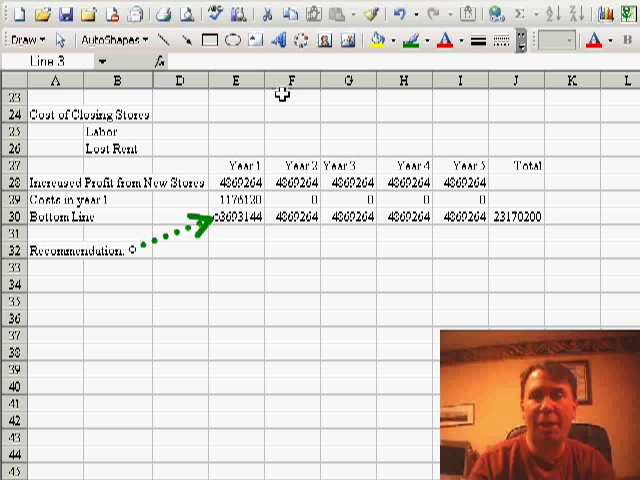 Draw AutoShapes
Line 3 fx
A B C D E F G H I J K L
23
24 Cost of Closing Stores
25 Labor
26 Lost Rent
27 Year 1 Year 2 Year 3 Year 4 Year 5 Total
28 Increased Profit from New Stores 4869264 4869264 4869264 4869264 4869264
29 Costs in year 1 1176120 0 0 0 0
30 Bottom Line 3693144 4869264 4869264 4869264 4869264 23170200
31
32 Recommendation:
33
34
35
36
37
38
39
40
41
42
43
44
45